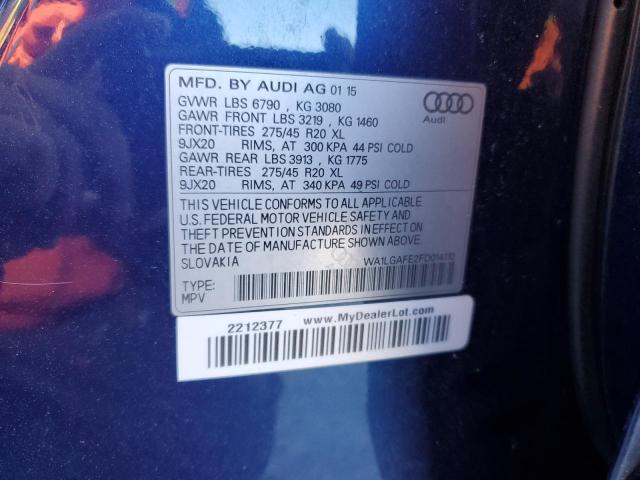 MFD. BY AUDI AG 01 15
GVWR LBS 6790 , KG 3080
GAWR FRONT LBS 3219 , KG 1460
FRONT-TIRES 275/45 R20 XL
9JX20 RIMS, AT 300 KPA 44 PSI COLD
GAWR REAR LBS 3913 , KG 1775
REAR-TIRES 275/45 R20 XL
9JX20 RIMS, AT 340 KPA 49 PSI COLD
Audi
THIS VEHICLE CONFORMS TO ALL APPLICABLE
U.S. FEDERAL MOTOR VEHICLE SAFETY AND
THEFT PREVENTION STANDARDS IN EFFECT ON
THE DATE OF MANUFACTURE SHOWN ABOVE.
SLOVAKIA
WA1LGAFE2FD014112
TYPE:
MPV
2212377 www.MyDealerLot.com